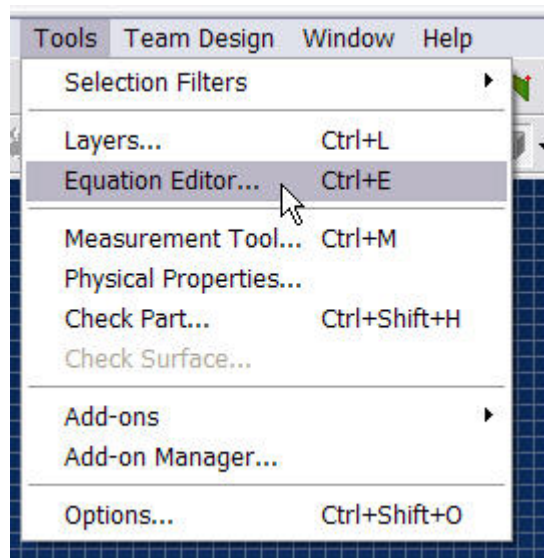 Tools Team Design Window Help
Selection Filters
Layers... Ctrl+L
Equation Editor... Ctrl+E
Measurement Tool... Ctrl+M
Physical Properties...
Check Part... Ctrl+Shift+H
Check Surface...
Add-ons
Add-on Manager...
Options... Ctrl+Shift+O